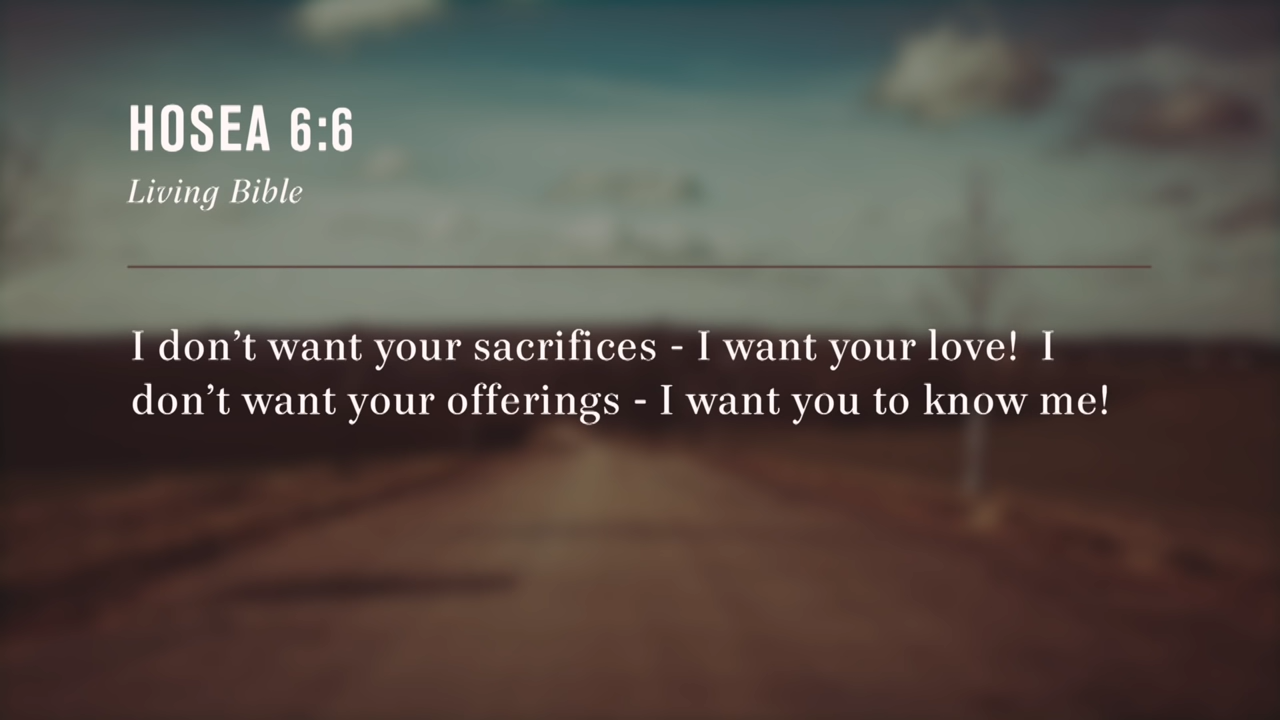 HOSEA 6:6
Living Bible
I don’t want your sacrifices - I want your love!  I
don’t want your offerings - I want you to know me!